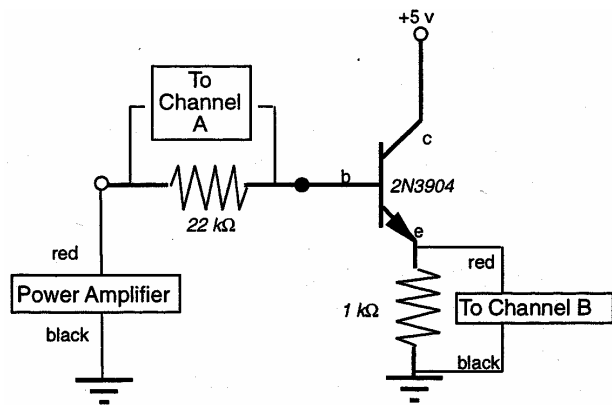 +5 v
To
Channel
A
c
b
2N3904
22 kΩ
e
red
red
Power Amplifier
1 kΩ
To Channel B
black
black